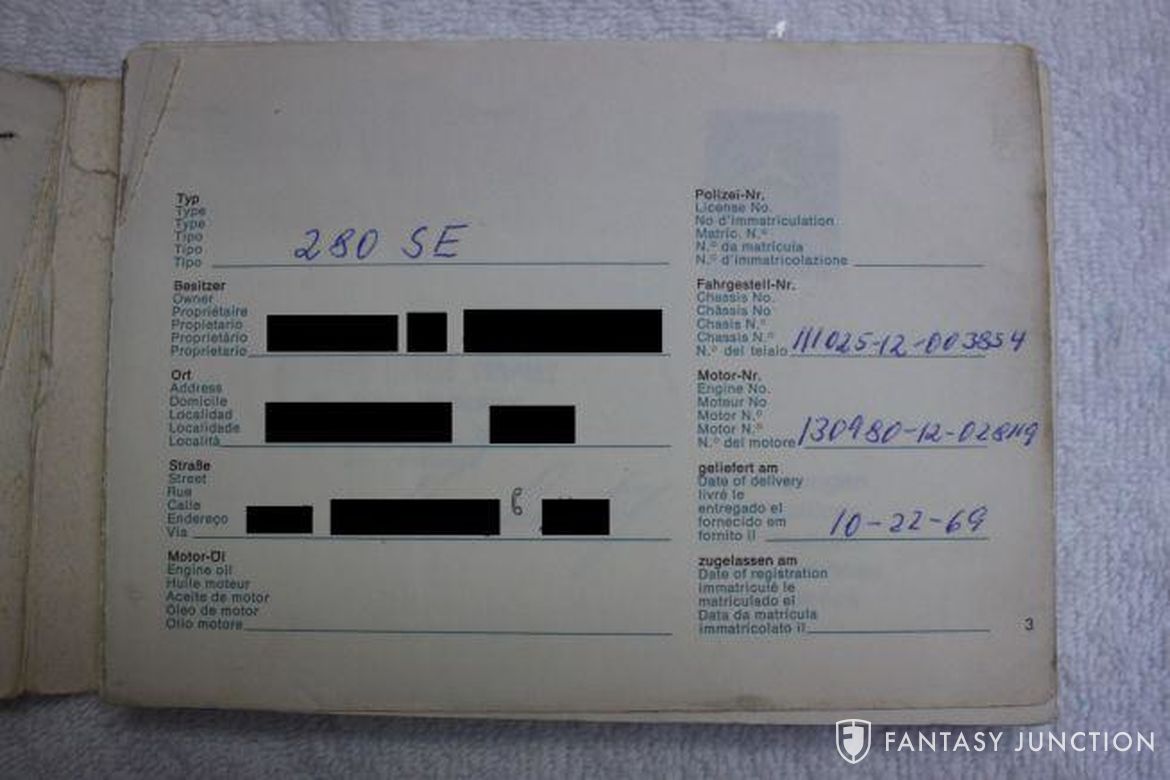 Typ
Type
Type
Tipo
Tipo
Tipo 280 SE
Besitzer
Owner
Propriétaire
Propietario
Proprietário
Proprietario
Ort
Address
Domicile
Localidad
Localidade
Località
Straße
Street
Rue
Calle
Endereço
Via
Motor-Öl
Engine oil
Huile moteur
Aceite de motor
Óleo de motor
Olio motore
Polizei-Nr.
License No.
No d'immatriculation
Matric. N.º
N.º da matrícula
N.º d'immatricolazione
Fahrgestell-Nr.
Chassis No.
Châssis No
Chasis N.º
Chassis N.º
N.º del telaio 111025-12-003854
Motor-Nr.
Engine No.
Moteur No
Motor N.º
Motor N.º
N.º del motore 130980-12-028119
geliefert am
Date of delivery
livré le
entregado el
fornecido em
fornito il 10-22-69
zugelassen am
Date of registration
immatriculé le
matriculado el
Data da matrícula
immatricolato il
3
FANTASY JUNCTION